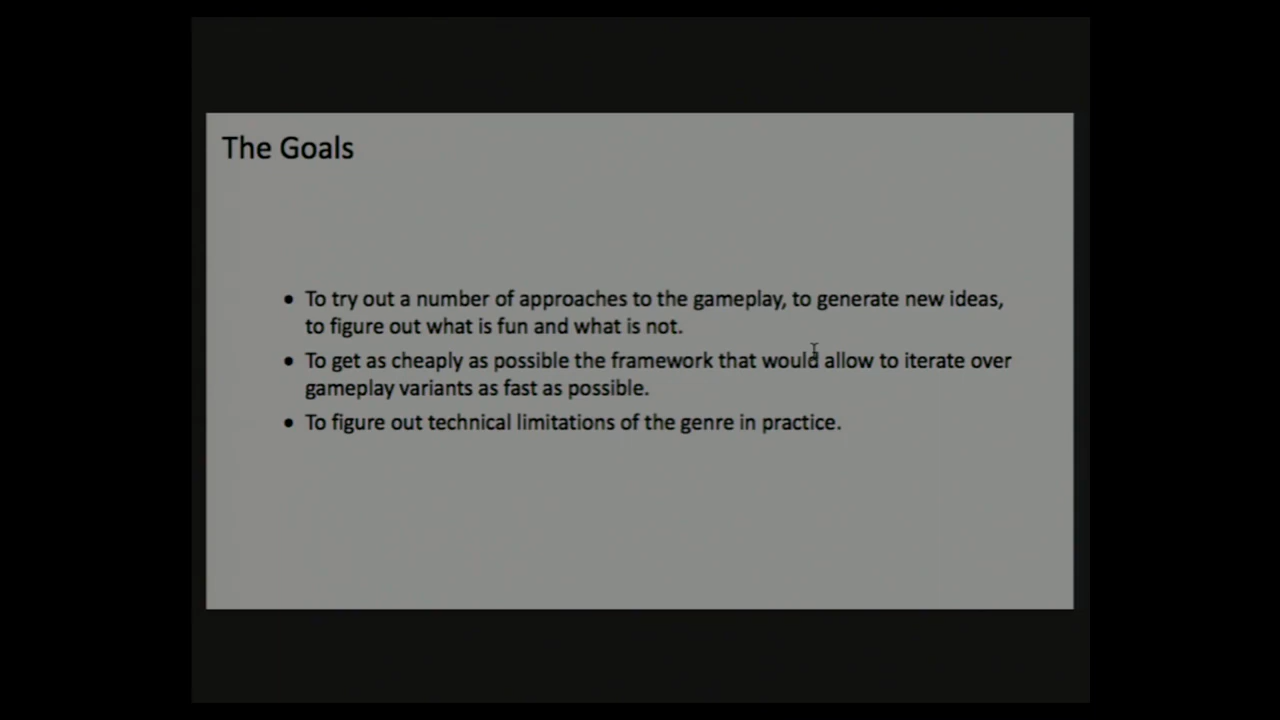 The Goals
• To try out a number of approaches to the gameplay, to generate new ideas,
to figure out what is fun and what is not.
• To get as cheaply as possible the framework that would allow to iterate over
gameplay variants as fast as possible.
• To figure out technical limitations of the genre in practice.